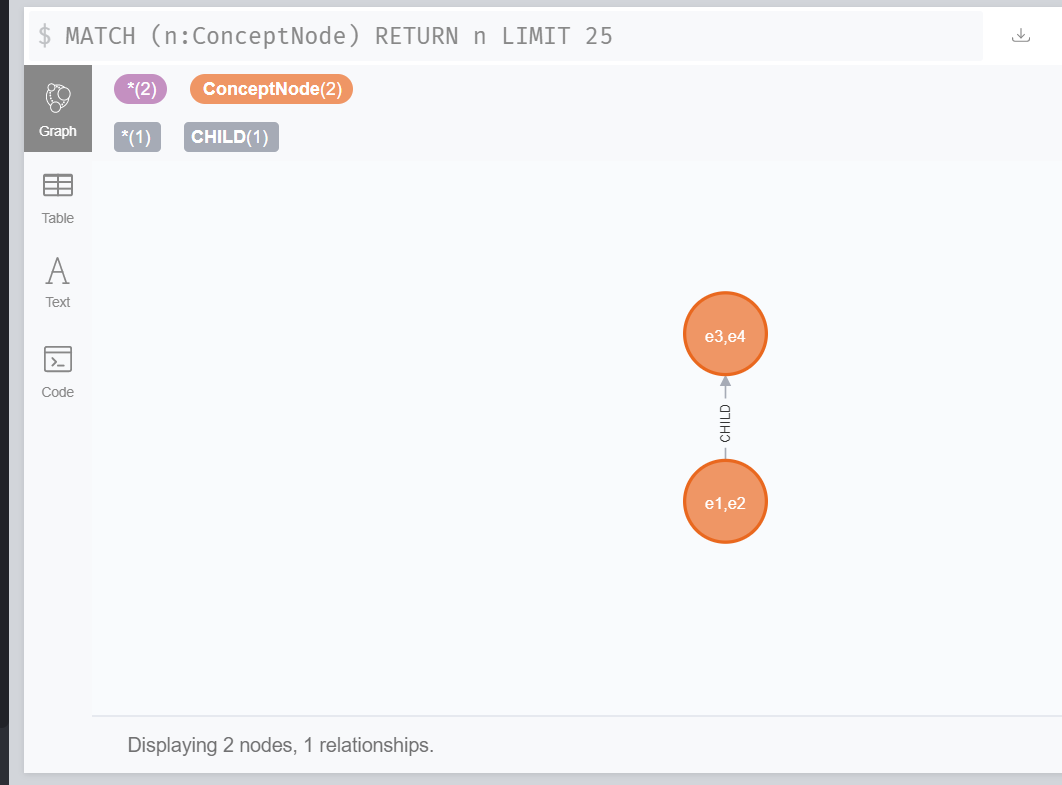 $ MATCH (n:ConceptNode) RETURN n LIMIT 25
*(2) ConceptNode(2)
*(1) CHILD(1)
Graph
Table
Text
Code
e3,e4
CHILD
e1,e2
Displaying 2 nodes, 1 relationships.